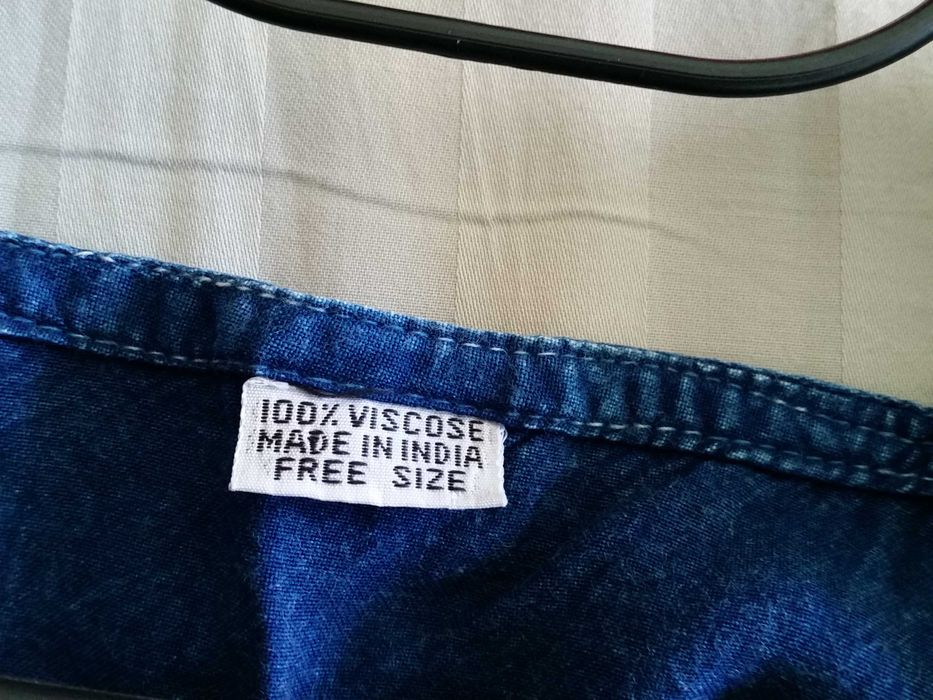 100% VISCOSE
MADE IN INDIA
FREE SIZE